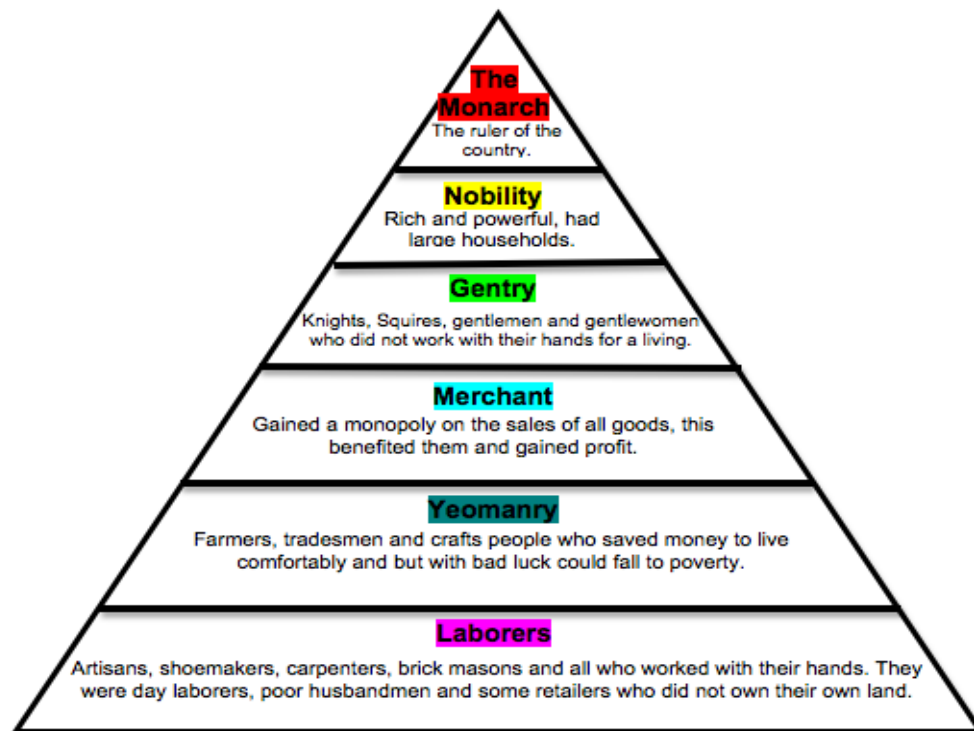 The
Monarch
The ruler of the
country.
Nobility
Rich and powerful, had
large households.
Gentry
Knights, Squires, gentlemen and gentlewomen
who did not work with their hands for a living.
Merchant
Gained a monopoly on the sales of all goods, this
benefited them and gained profit.
Yeomanry
Farmers, tradesmen and crafts people who saved money to live
comfortably and but with bad luck could fall to poverty.
Laborers
Artisans, shoemakers, carpenters, brick masons and all who worked with their hands. They
were day laborers, poor husbandmen and some retailers who did not own their own land.